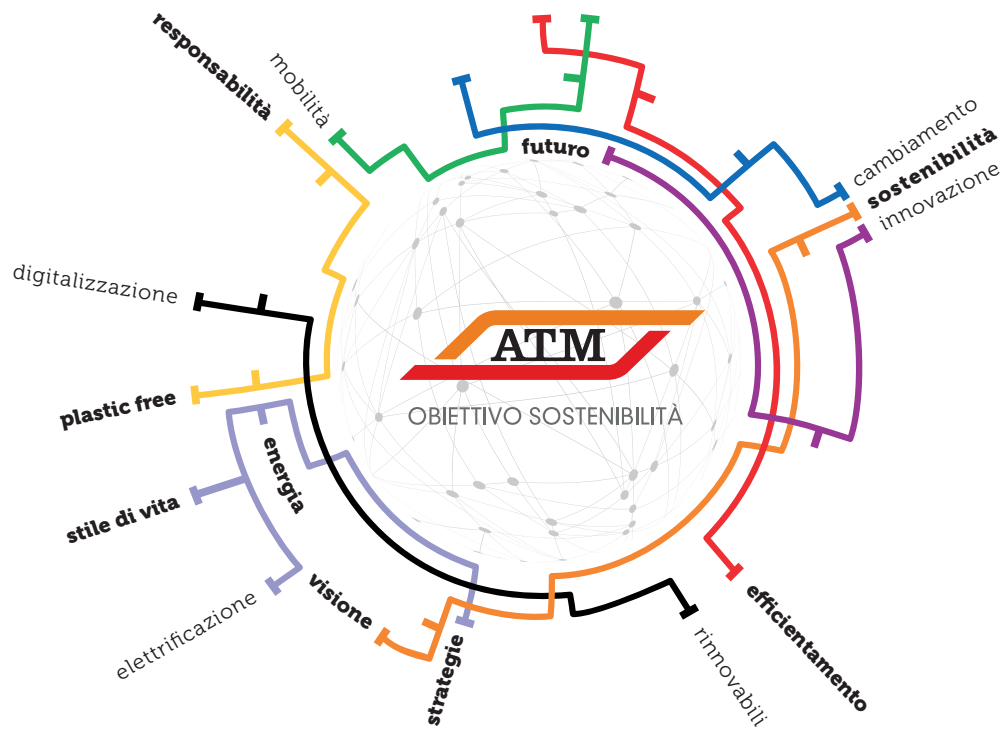 responsabilità
mobilità
futuro
cambiamento
sostenibilità
innovazione
digitalizzazione
ATM
OBIETTIVO SOSTENIBILITÀ
plastic free
energia
stile di vita
elettrificazione
visione
strategie
rinnovabili
efficientamento